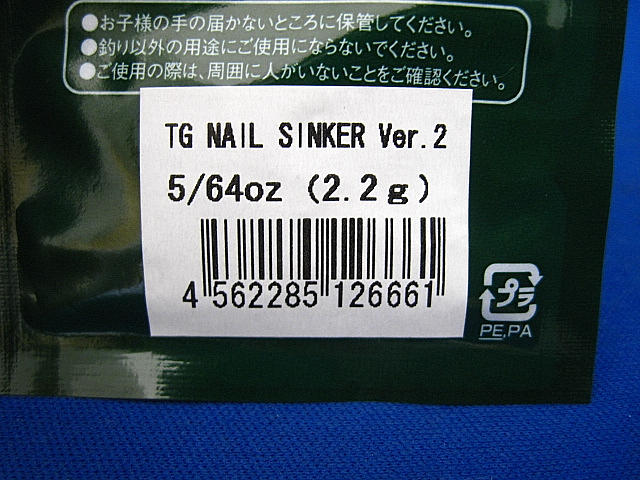 ●お子様の手の届かないところに保管してください。
●釣り以外の用途にご使用にならないでください。
●ご使用の際は、周囲に人がいないことをご確認ください。
TG NAIL SINKER Ver.2
5/64oz (2.2g)
4 562285 126661
プラ
PE,PA